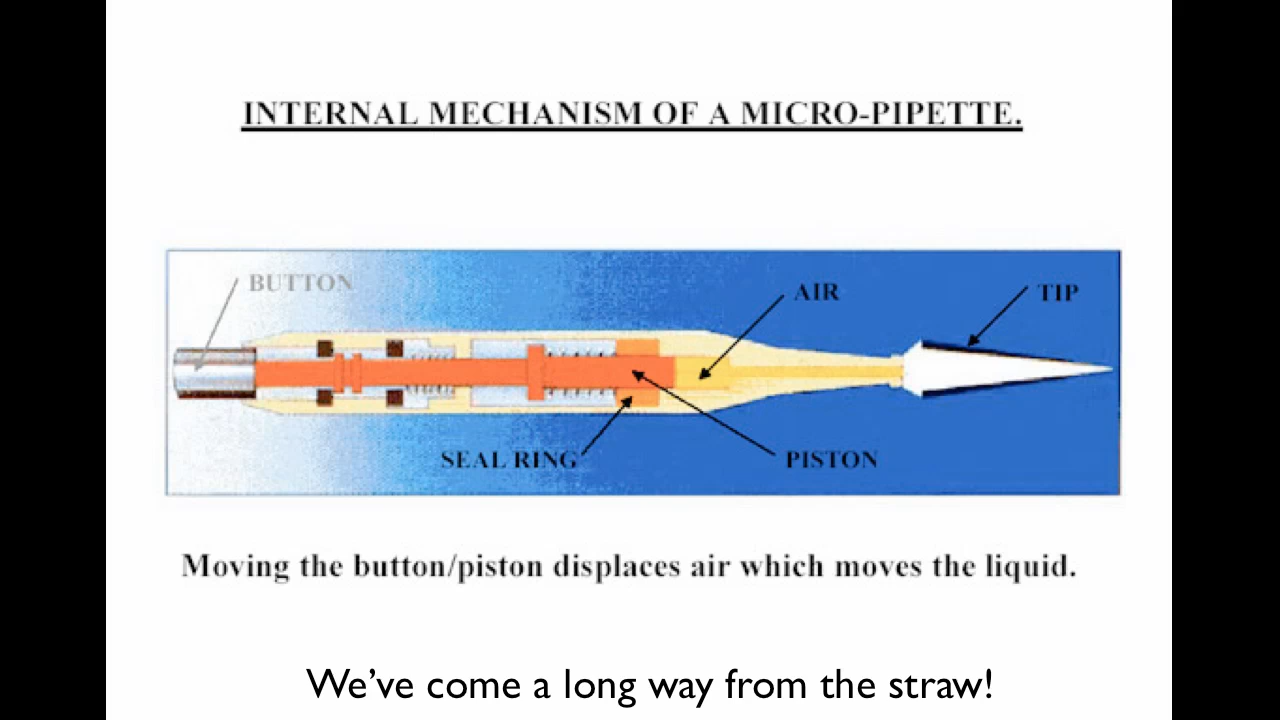 INTERNAL MECHANISM OF A MICRO-PIPETTE.
BUTTON
AIR
TIP
SEAL RING
PISTON
Moving the button/piston displaces air which moves the liquid.
We've come a long way from the straw!